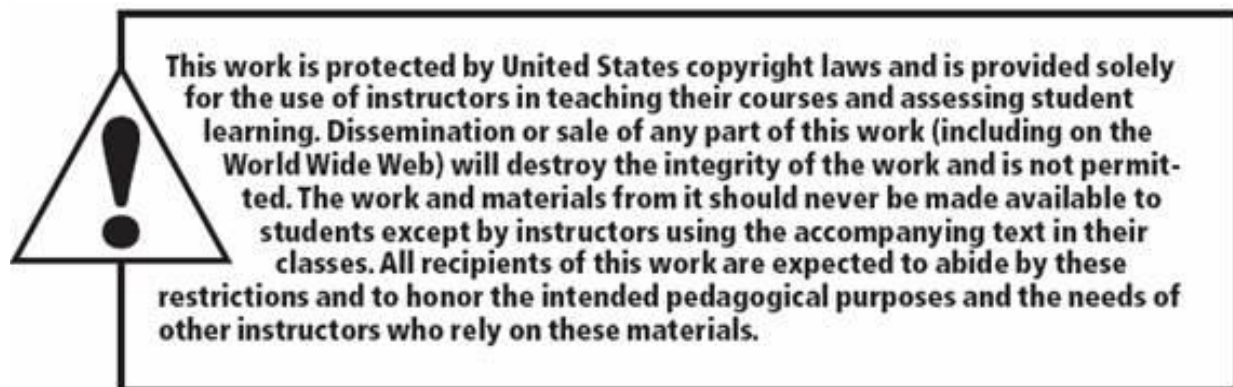 This work is protected by United States copyright laws and is provided solely
for the use of instructors in teaching their courses and assessing student
learning. Dissemination or sale of any part of this work (including on the
World Wide Web) will destroy the integrity of the work and is not permit-
ted. The work and materials from it should never be made available to
students except by instructors using the accompanying text in their
classes. All recipients of this work are expected to abide by these
restrictions and to honor the intended pedagogical purposes and the needs of
other instructors who rely on these materials.